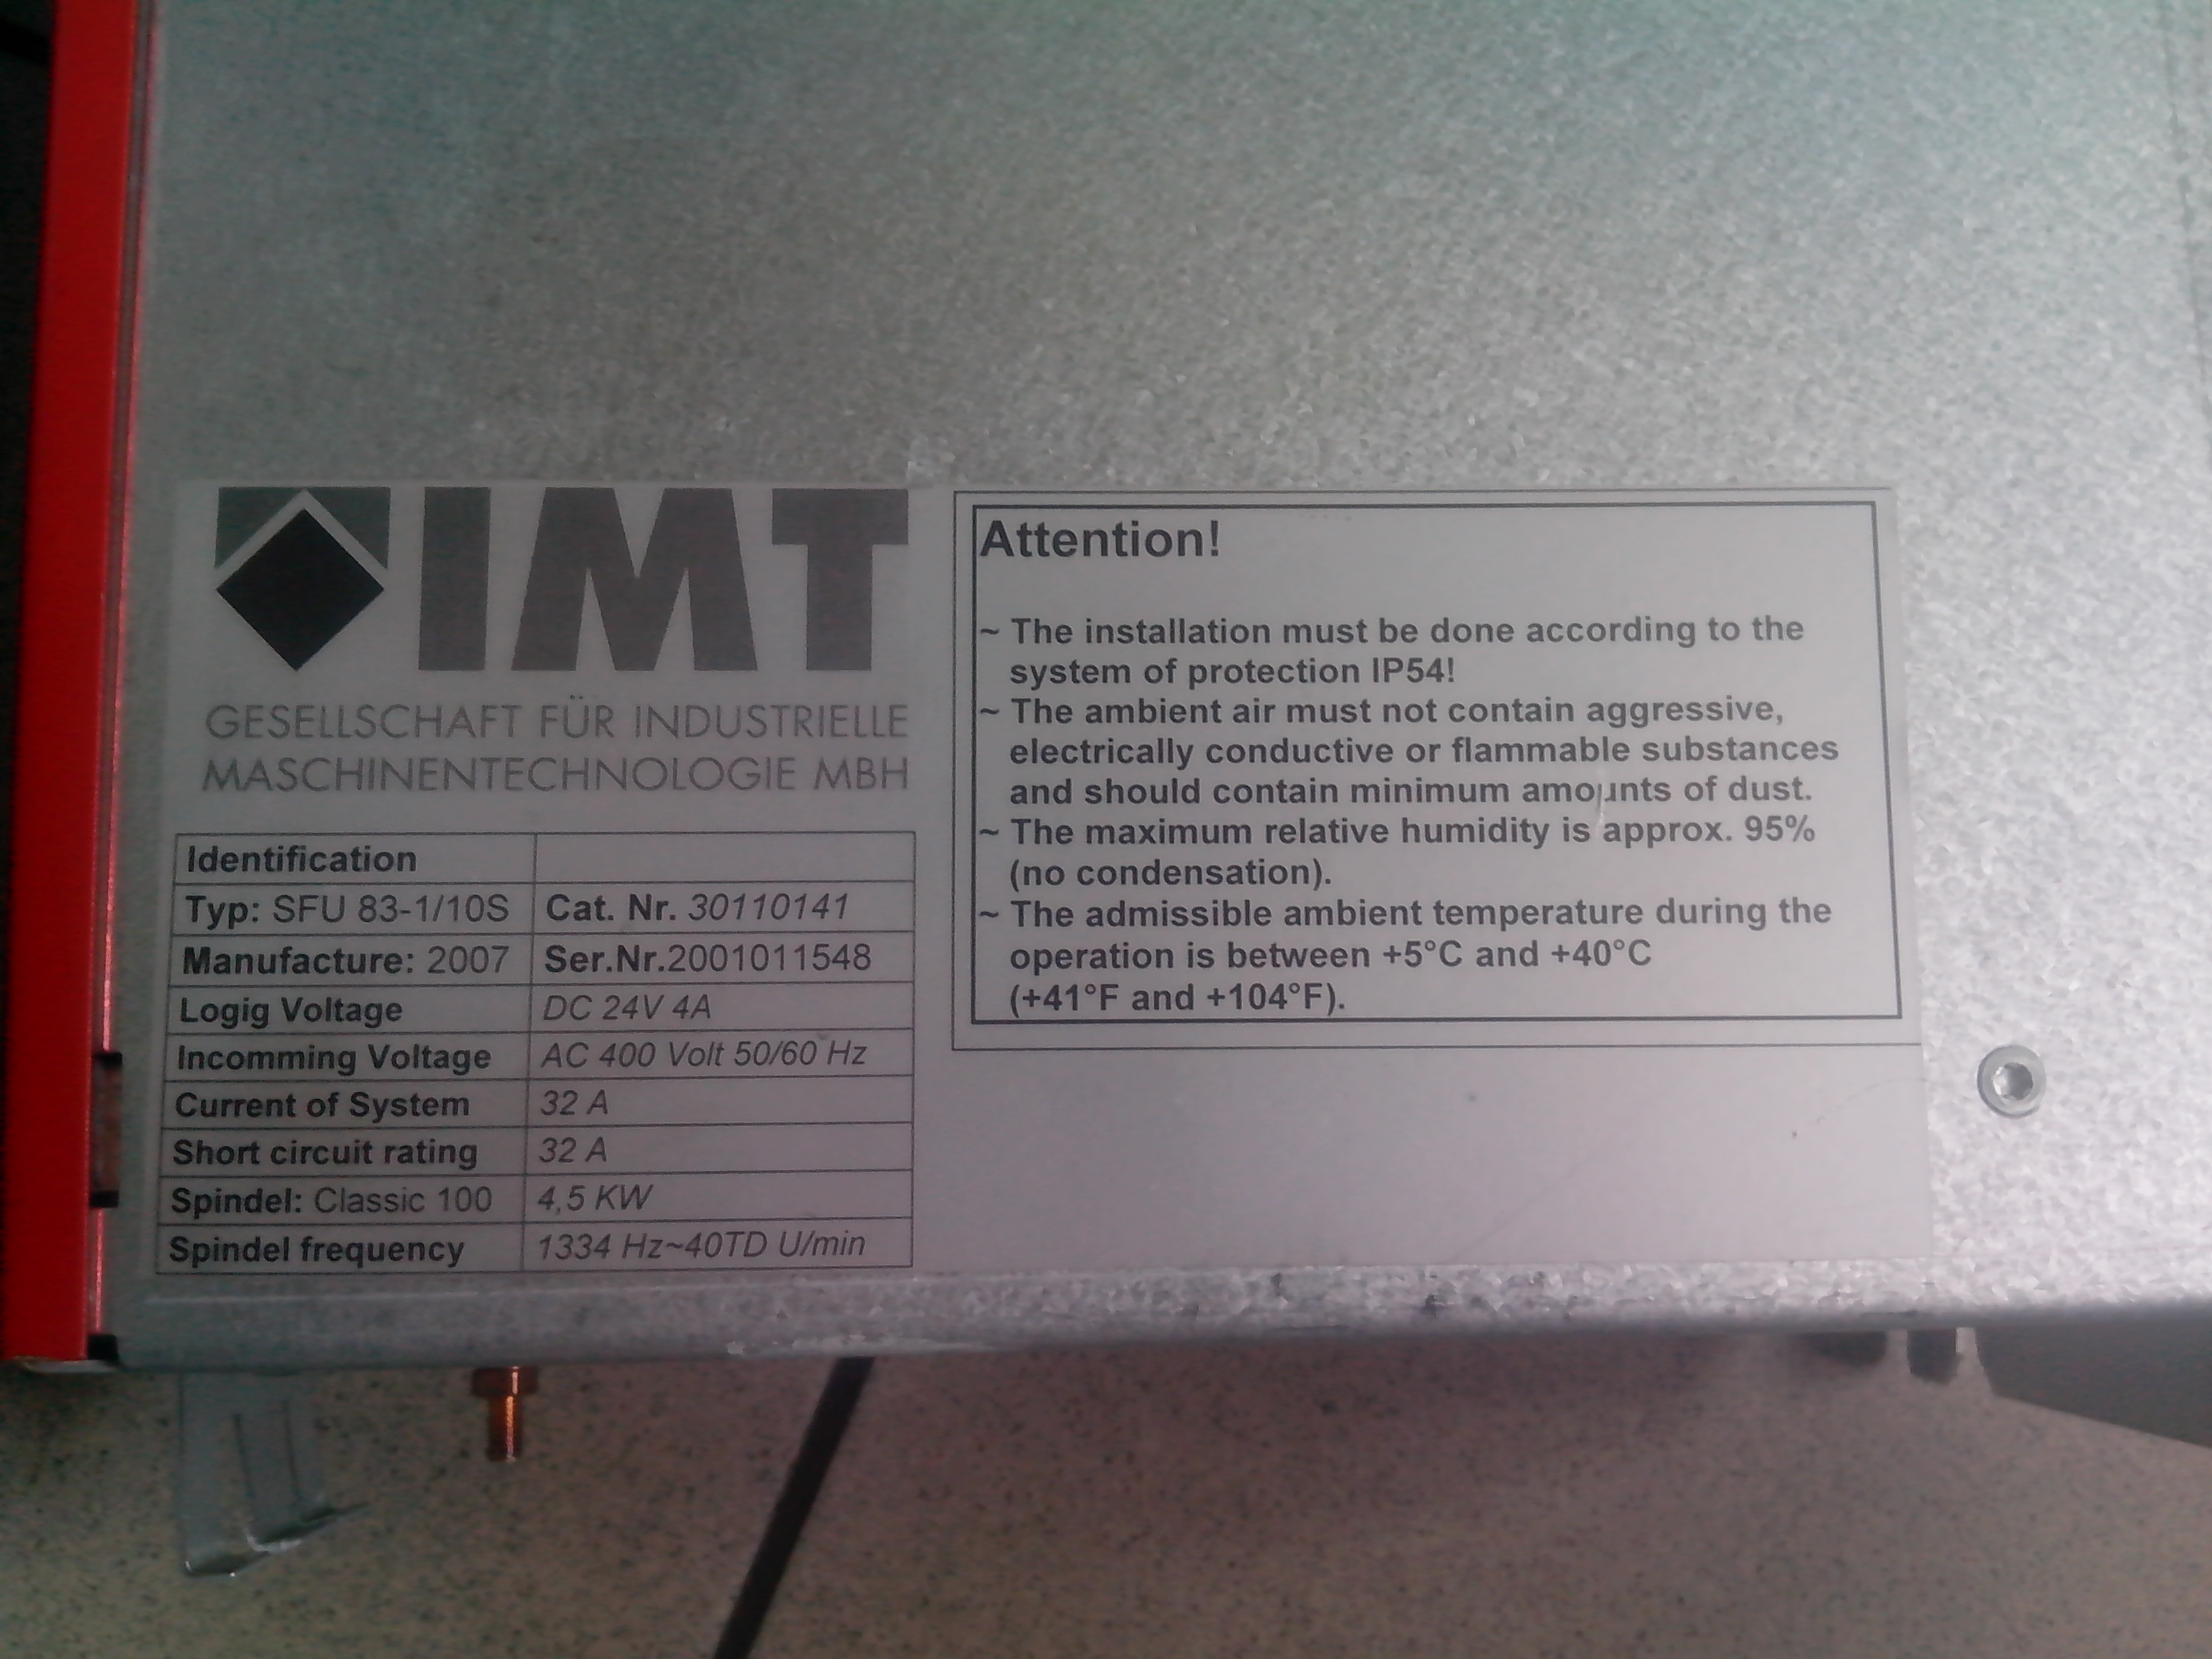 IMT
GESELLSCHAFT FÜR INDUSTRIELLE
MASCHINENTECHNOLOGIE MBH
Identification
Typ: SFU 83-1/10S Cat. Nr. 30110141
Manufacture: 2007 Ser.Nr.2001011548
Logig Voltage DC 24V 4A
Incomming Voltage AC 400 Volt 50/60 Hz
Current of System 32 A
Short circuit rating 32 A
Spindel: Classic 100 4,5 KW
Spindel frequency 1334 Hz~40TD U/min
Attention!
~ The installation must be done according to the
system of protection IP54!
~ The ambient air must not contain aggressive,
electrically conductive or flammable substances
and should contain minimum amounts of dust.
~ The maximum relative humidity is approx. 95%
(no condensation).
~ The admissible ambient temperature during the
operation is between +5°C and +40°C
(+41°F and +104°F).